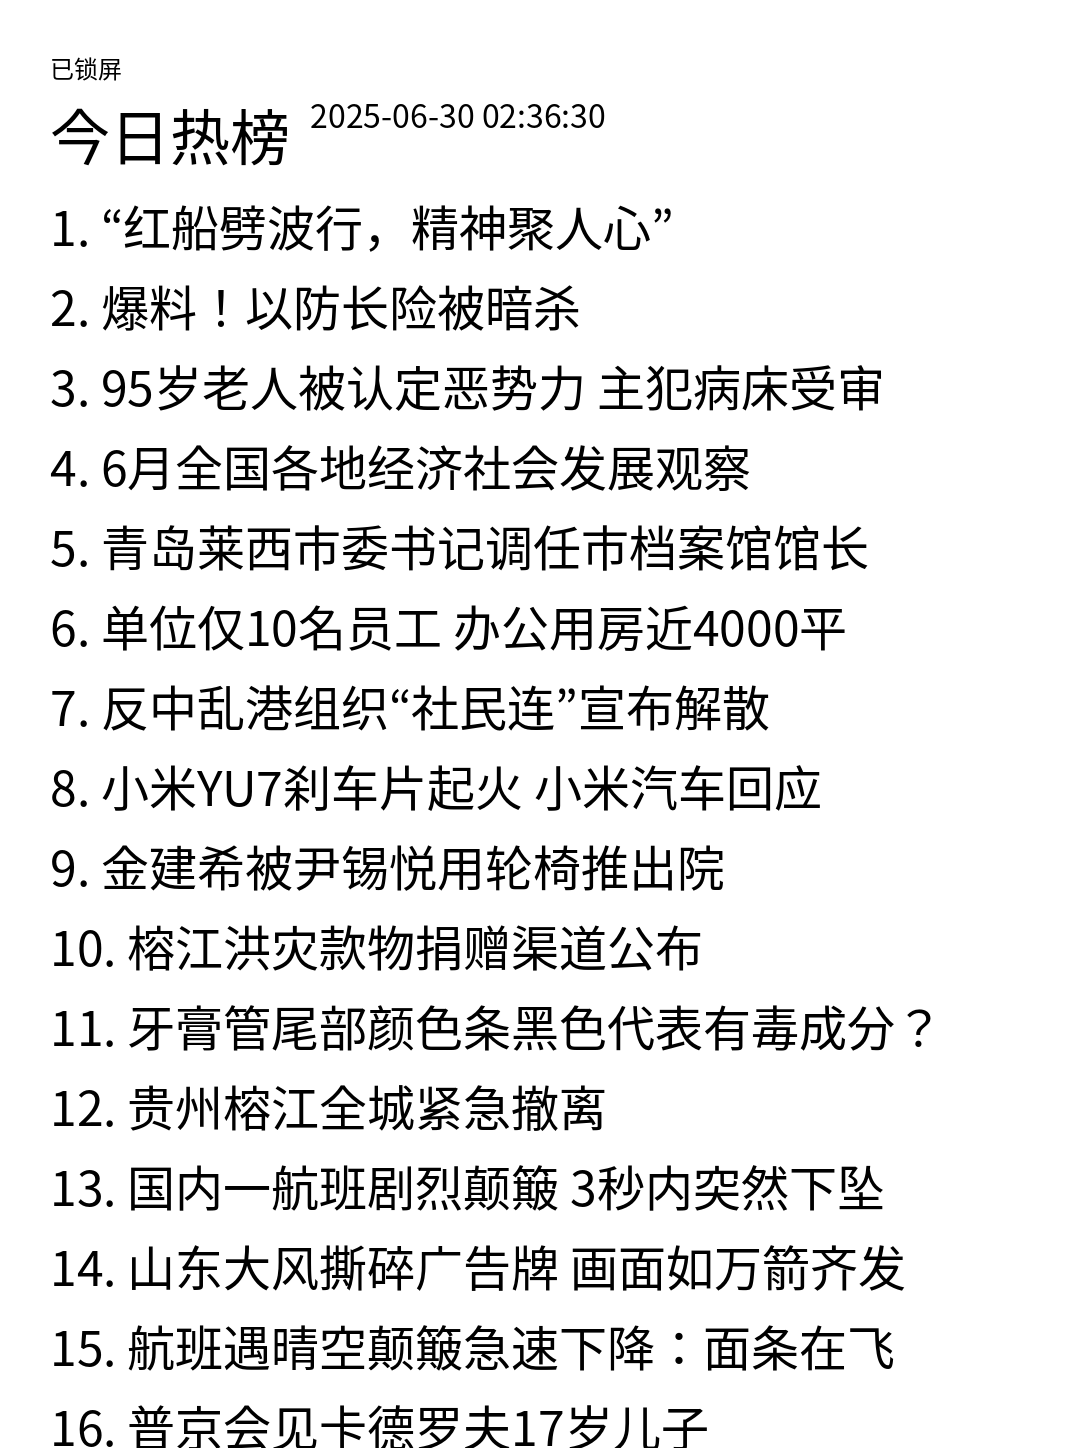 已锁屏
今日热榜 2025-06-30 02:36:30
1. “红船劈波行，精神聚人心”
2. 爆料！以防长险被暗杀
3. 95岁老人被认定恶势力 主犯病床受审
4. 6月全国各地经济社会发展观察
5. 青岛莱西市委书记调任市档案馆馆长
6. 单位仅10名员工 办公用房近4000平
7. 反中乱港组织“社民连”宣布解散
8. 小米YU7刹车片起火 小米汽车回应
9. 金建希被尹锡悦用轮椅推出院
10. 榕江洪灾款物捐赠渠道公布
11. 牙膏管尾部颜色条黑色代表有毒成分？
12. 贵州榕江全城紧急撤离
13. 国内一航班剧烈颠簸 3秒内突然下坠
14. 山东大风撕碎广告牌 画面如万箭齐发
15. 航班遇晴空颠簸急速下降：面条在飞
16. 普京会见卡德罗夫17岁儿子